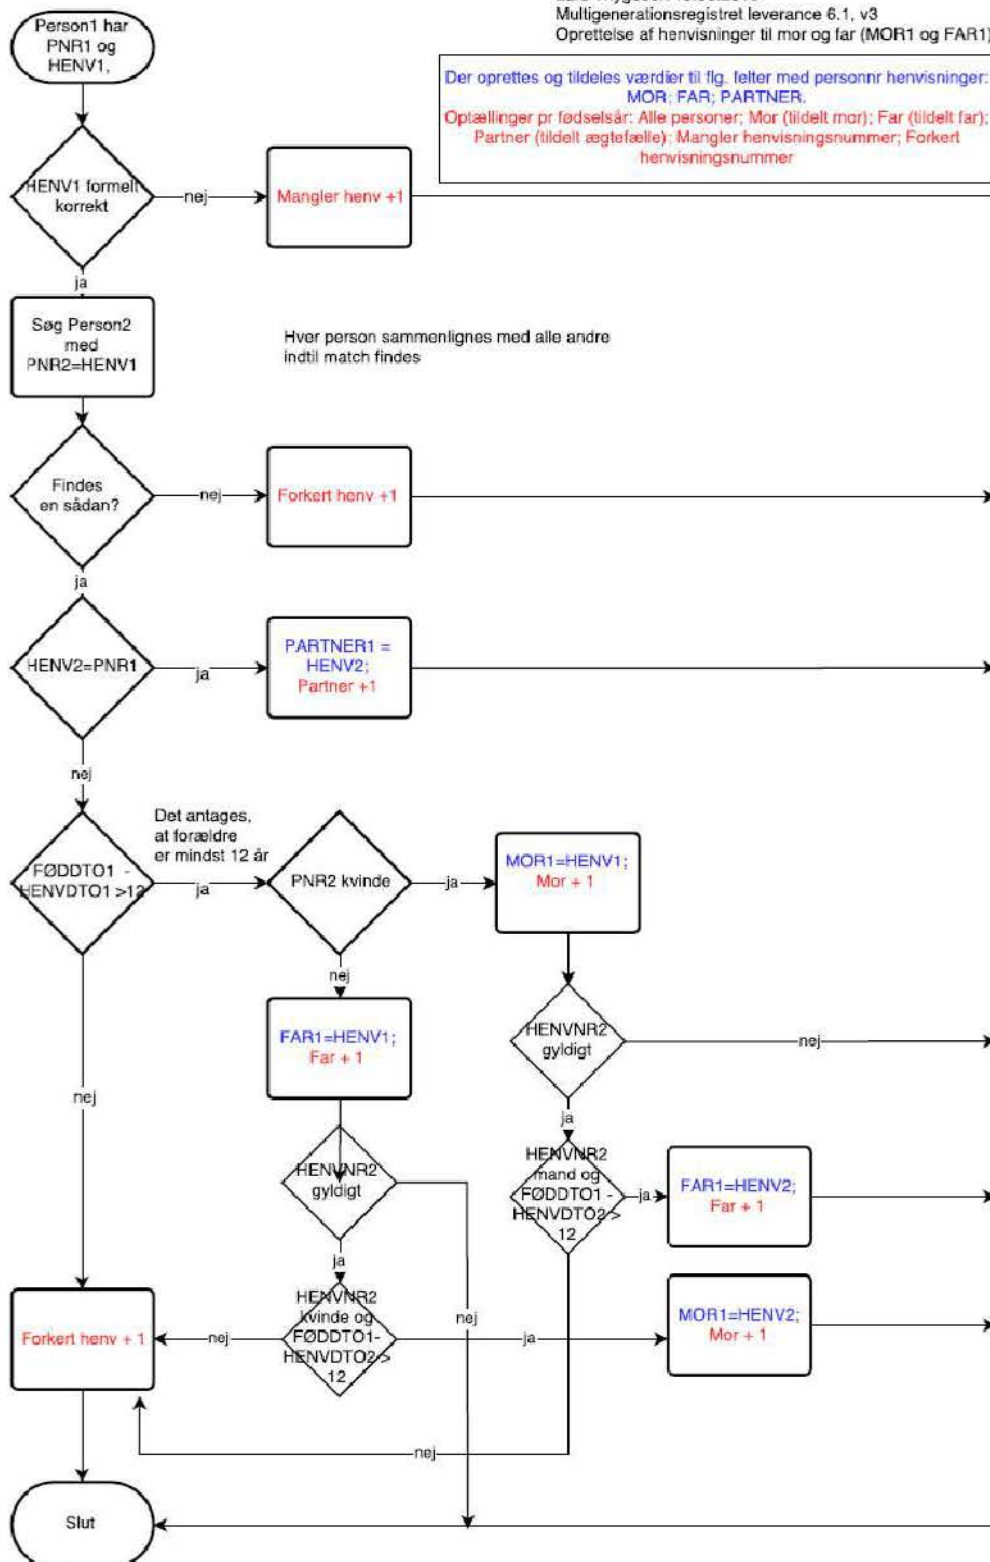 Multigenerationsregistret leverance 6.1, v3
Oprettelse af henvisninger til mor og far (MOR1 og FAR1)
Person1 har
PNR1 og
HENV1,
Der oprettes og tildeles værdier til flg. felter med personnr henvisninger:
MOR; FAR; PARTNER.
Optællinger pr fødselsår: Alle personer; Mor (tildelt mor); Far (tildelt far);
Partner (tildelt ægtefælle); Mangler henvisningsnummer; Forkert
henvisningsnummer
HENV1 formelt
korrekt
nej
Mangler henv +1
ja
Søg Person2
med
PNR2=HENV1
Hver person sammenlignes med alle andre
indtil match findes
Findes
en sådan?
nej
Forkert henv +1
ja
HENV2=PNR1
ja
PARTNER1 =
HENV2;
Partner +1
nej
Det antages,
at forældre
er mindst 12 år
FØDDTO1 -
HENVDTO1 >12
ja
PNR2 kvinde
ja
MOR1=HENV1;
Mor + 1
nej
FAR1=HENV1;
Far + 1
HENVNR2
gyldigt
nej
nej
ja
HENVNR2
gyldigt
HENVNR2
mand og
FØDDTO1 -
HENVDTO2 >
12
ja
FAR1=HENV2;
Far + 1
ja
nej
Forkert henv + 1
nej
HENVNR2
kvinde og
FØDDTO1-
HENVDTO2 >
12
ja
MOR1=HENV2;
Mor + 1
nej
Slut